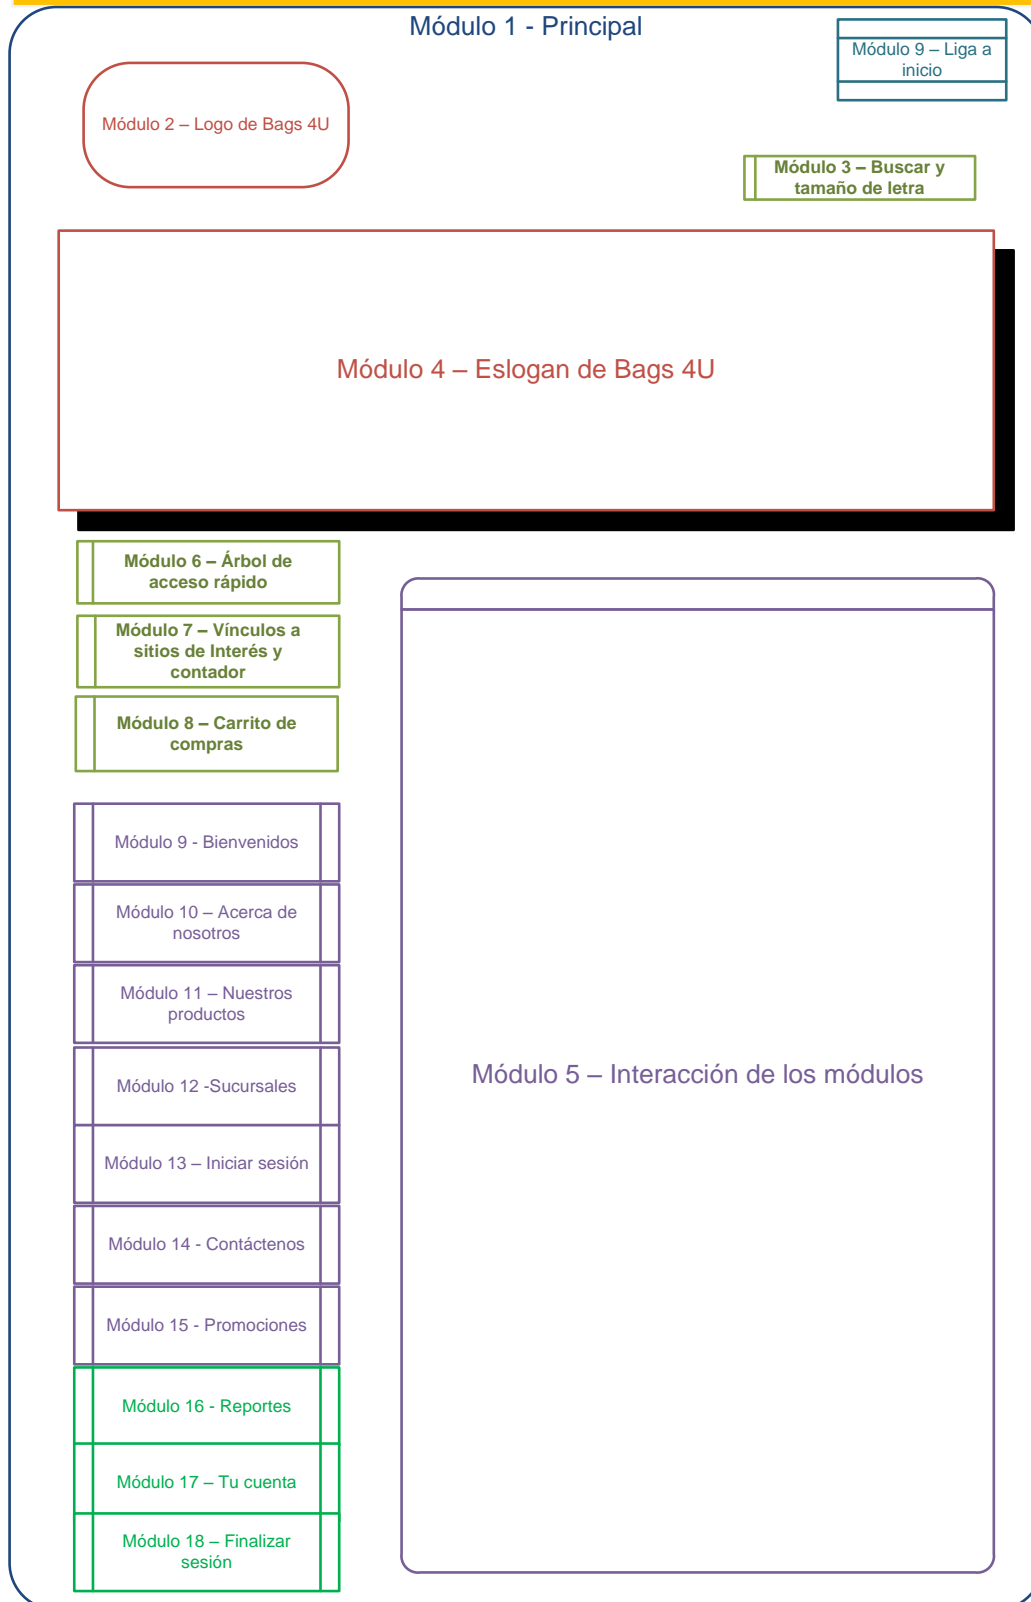 Módulo 1 - Principal
Módulo 9 – Liga a
inicio
Módulo 2 – Logo de Bags 4U
Módulo 3 – Buscar y
tamaño de letra
Módulo 4 – Eslogan de Bags 4U
Módulo 6 – Árbol de
acceso rápido
Módulo 7 – Vínculos a
sitios de Interés y
contador
Módulo 8 – Carrito de
compras
Módulo 9 - Bienvenidos
Módulo 10 – Acerca de
nosotros
Módulo 11 – Nuestros
productos
Módulo 12 -Sucursales
Módulo 13 – Iniciar sesión
Módulo 14 - Contáctenos
Módulo 15 - Promociones
Módulo 16 - Reportes
Módulo 17 – Tu cuenta
Módulo 18 – Finalizar
sesión
Módulo 5 – Interacción de los módulos